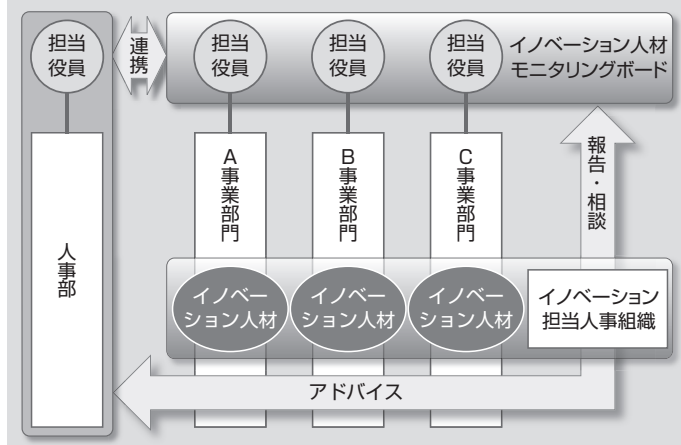 担当
役員
連携
担当
役員
担当
役員
担当
役員
イノベーション人材
モニタリングボード
人事部
A事業部門
B事業部門
C事業部門
報告・相談
イノベー
ション人材
イノベー
ション人材
イノベー
ション人材
イノベーション
担当人事組織
アドバイス